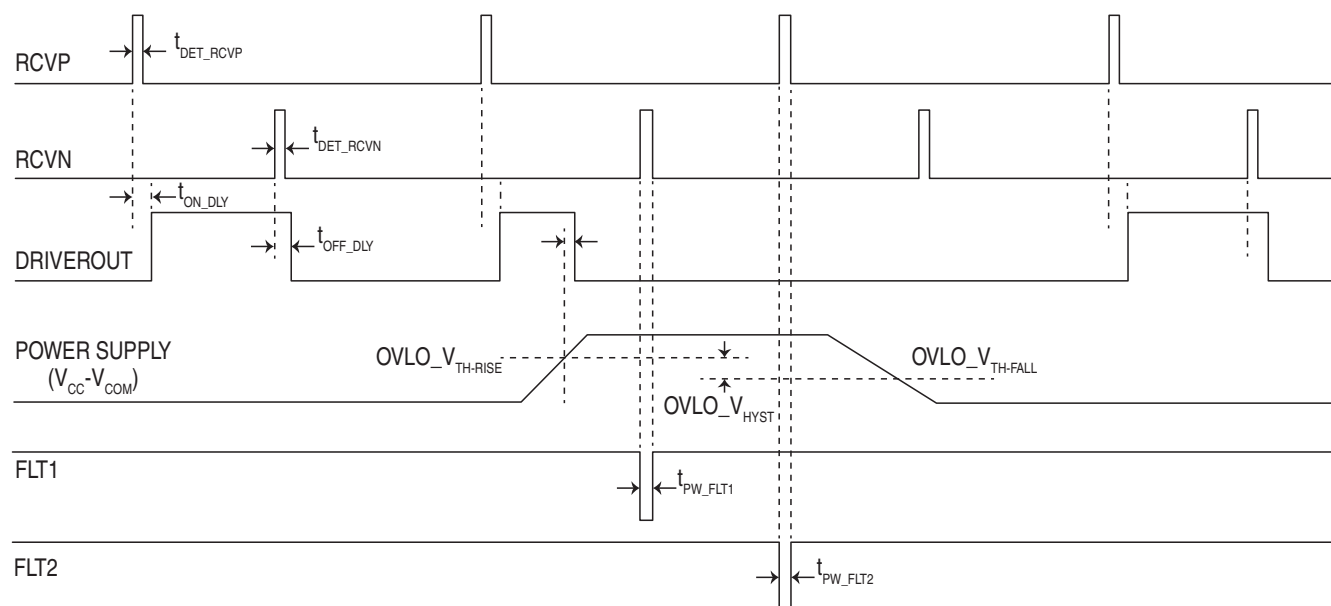 RCVP
t_DET_RCVP
RCVN
t_DET_RCVN
t_ON_DLY
DRIVEROUT
t_OFF_DLY
POWER SUPPLY
(V_CC-V_COM)
OVLO_V_TH-RISE
OVLO_V_TH-FALL
OVLO_V_HYST
FLT1
t_PW_FLT1
FLT2
t_PW_FLT2